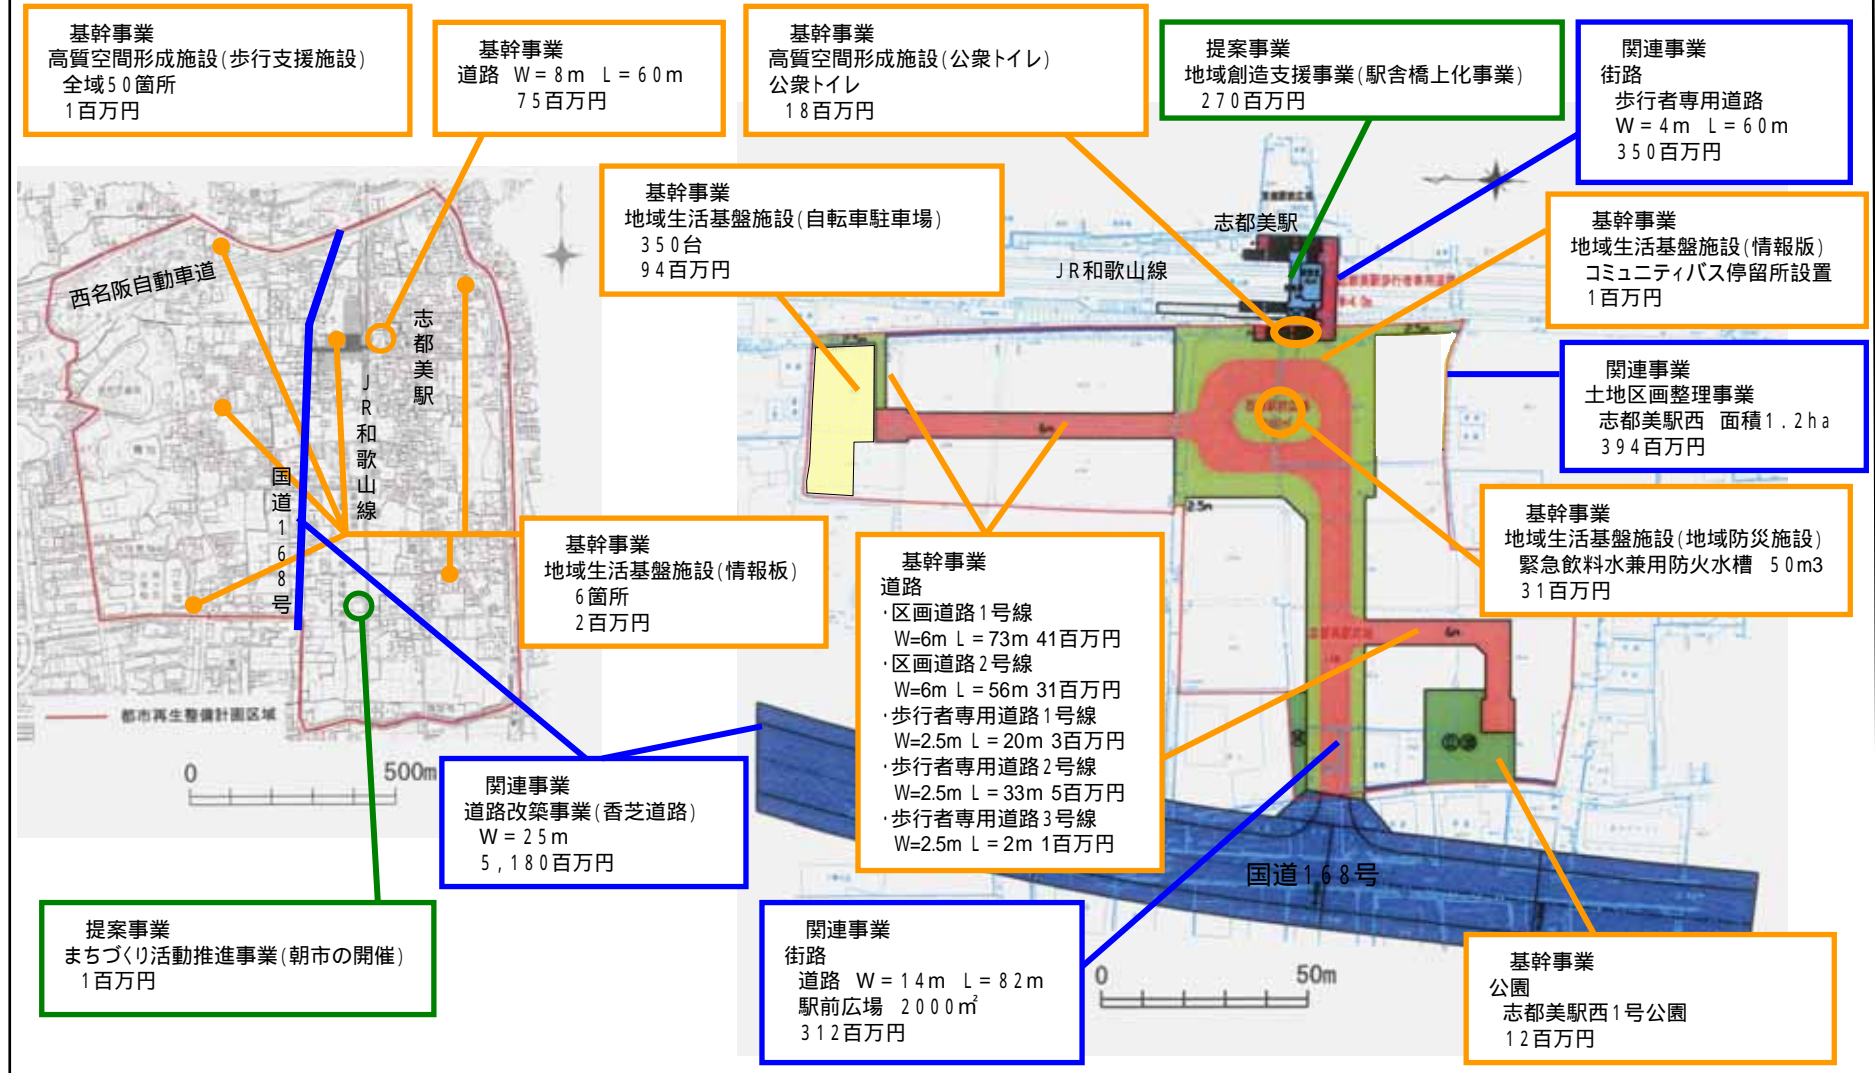 基幹事業
高質空間形成施設(歩行支援施設)
全域50箇所
1百万円
基幹事業
道路 W=8m L=60m
75百万円
基幹事業
高質空間形成施設(公衆トイレ)
公衆トイレ
18百万円
提案事業
地域創造支援事業(駅舎橋上化事業)
270百万円
関連事業
街路
歩行者専用道路
W=4m L=60m
350百万円
基幹事業
地域生活基盤施設(自転車駐車場)
350台
94百万円
基幹事業
地域生活基盤施設(情報版)
コミュニティバス停留所設置
1百万円
志都美駅
JR和歌山線
西名阪自動車道
志都美駅
JR和歌山線
国道168号
関連事業
土地区画整理事業
志都美駅西 面積1.2ha
394百万円
6m
2.5m
基幹事業
地域生活基盤施設(地域防災施設)
緊急飲料水兼用防火水槽 50m3
31百万円
基幹事業
地域生活基盤施設(情報板)
6箇所
2百万円
基幹事業
道路
・区画道路1号線
W=6m L=73m 41百万円
・区画道路2号線
W=6m L=56m 31百万円
・歩行者専用道路1号線
W=2.5m L=20m 3百万円
・歩行者専用道路2号線
W=2.5m L=33m 5百万円
・歩行者専用道路3号線
W=2.5m L=2m 1百万円
6m
都市再生整備計画区域
0 500m
関連事業
道路改築事業(香芝道路)
W=25m
5,180百万円
国道168号
提案事業
まちづくり活動推進事業(朝市の開催)
1百万円
関連事業
街路
道路 W=14m L=82m
駅前広場 2000㎡
312百万円
0 50m
基幹事業
公園
志都美駅西1号公園
12百万円